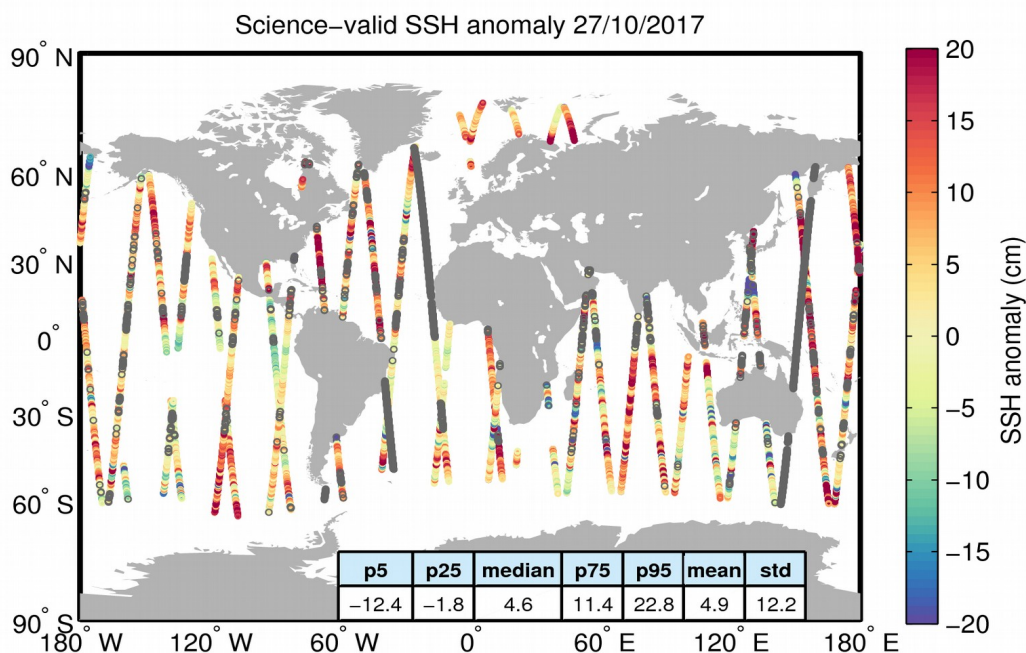 Science−valid SSH anomaly 27/10/2017
90° N
60° N
30° N
0°
30° S
60° S
90° S
180° W
120° W
60° W
0°
60° E
120° E
180° E
p5 p25 median p75 p95 mean std
−12.4 −1.8 4.6 11.4 22.8 4.9 12.2
20
15
10
5
0
−5
−10
−15
−20
SSH anomaly (cm)